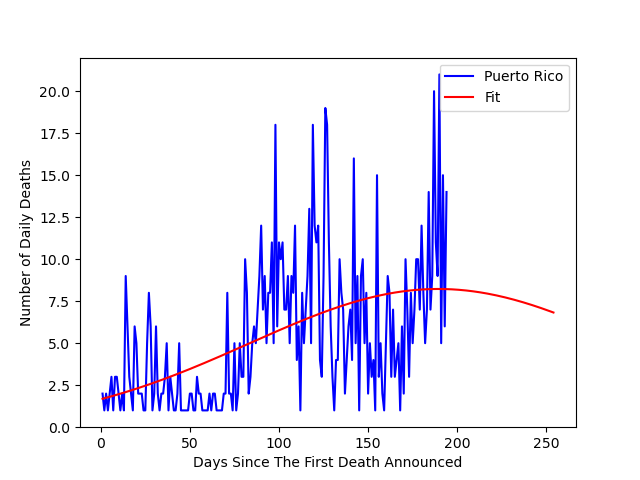 Puerto Rico
Fit
20.0
17.5
15.0
12.5
10.0
7.5
5.0
2.5
0.0
Number of Daily Deaths
0 50 100 150 200 250
Days Since The First Death Announced